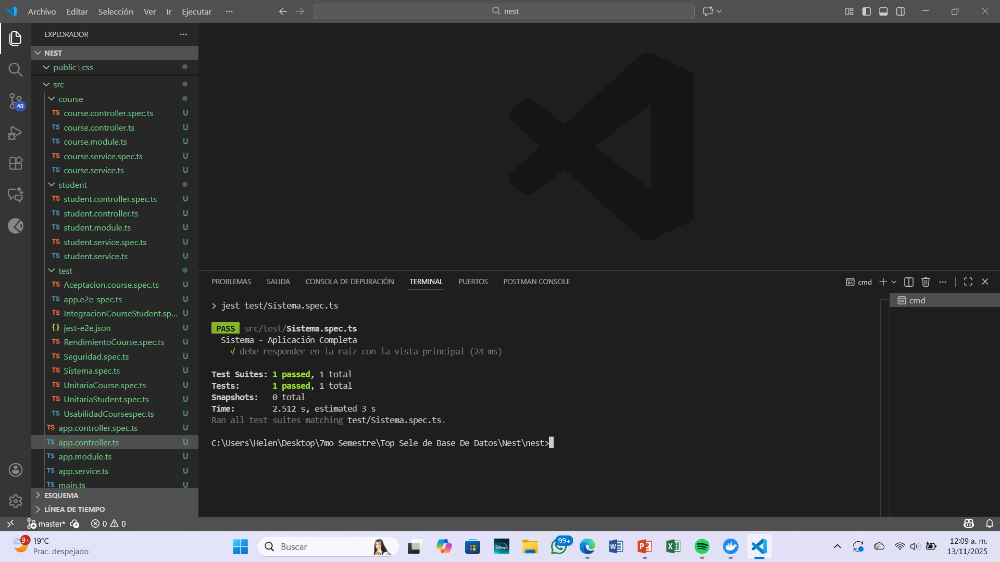 Archivo Editar Selección Ver Ir Ejecutar ···
nest
EXPLORADOR
NEST
public\css
src
course
TS course.controller.spec.ts U
TS course.controller.ts U
TS course.module.ts U
TS course.service.spec.ts U
TS course.service.ts U
student
TS student.controller.spec.ts U
TS student.controller.ts U
TS student.module.ts U
TS student.service.spec.ts U
TS student.service.ts U
test
TS Aceptacion.course.spec.ts U
TS app.e2e-spec.ts U
TS IntegracionCourseStudent.sp... U
{} jest-e2e.json U
TS RendimientoCourse.spec.ts U
TS Seguridad.spec.ts U
TS Sistema.spec.ts U
TS UnitariaCourse.spec.ts U
TS UnitariaStudent.spec.ts U
TS UsabilidadCoursespec.ts U
TS app.controller.spec.ts U
TS app.controller.ts U
TS app.module.ts U
TS app.service.ts U
TS main.ts U
ESQUEMA
LÍNEA DE TIEMPO
40
PROBLEMAS SALIDA CONSOLA DE DEPURACIÓN TERMINAL PUERTOS POSTMAN CONSOLE
cmd
cmd
> jest test/Sistema.spec.ts
PASS src/test/Sistema.spec.ts
Sistema - Aplicación Completa
√ debe responder en la raíz con la vista principal (24 ms)
Test Suites: 1 passed, 1 total
Tests: 1 passed, 1 total
Snapshots: 0 total
Time: 2.512 s, estimated 3 s
Ran all test suites matching test/Sistema.spec.ts.
C:\Users\Helen\Desktop\7mo Semestre\Top Sele de Base De Datos\Nest\nest>
master* 0 0
9+ 19°C
Prac. despejado
Buscar
Disney+
99+
12:09 a. m.
13/11/2025